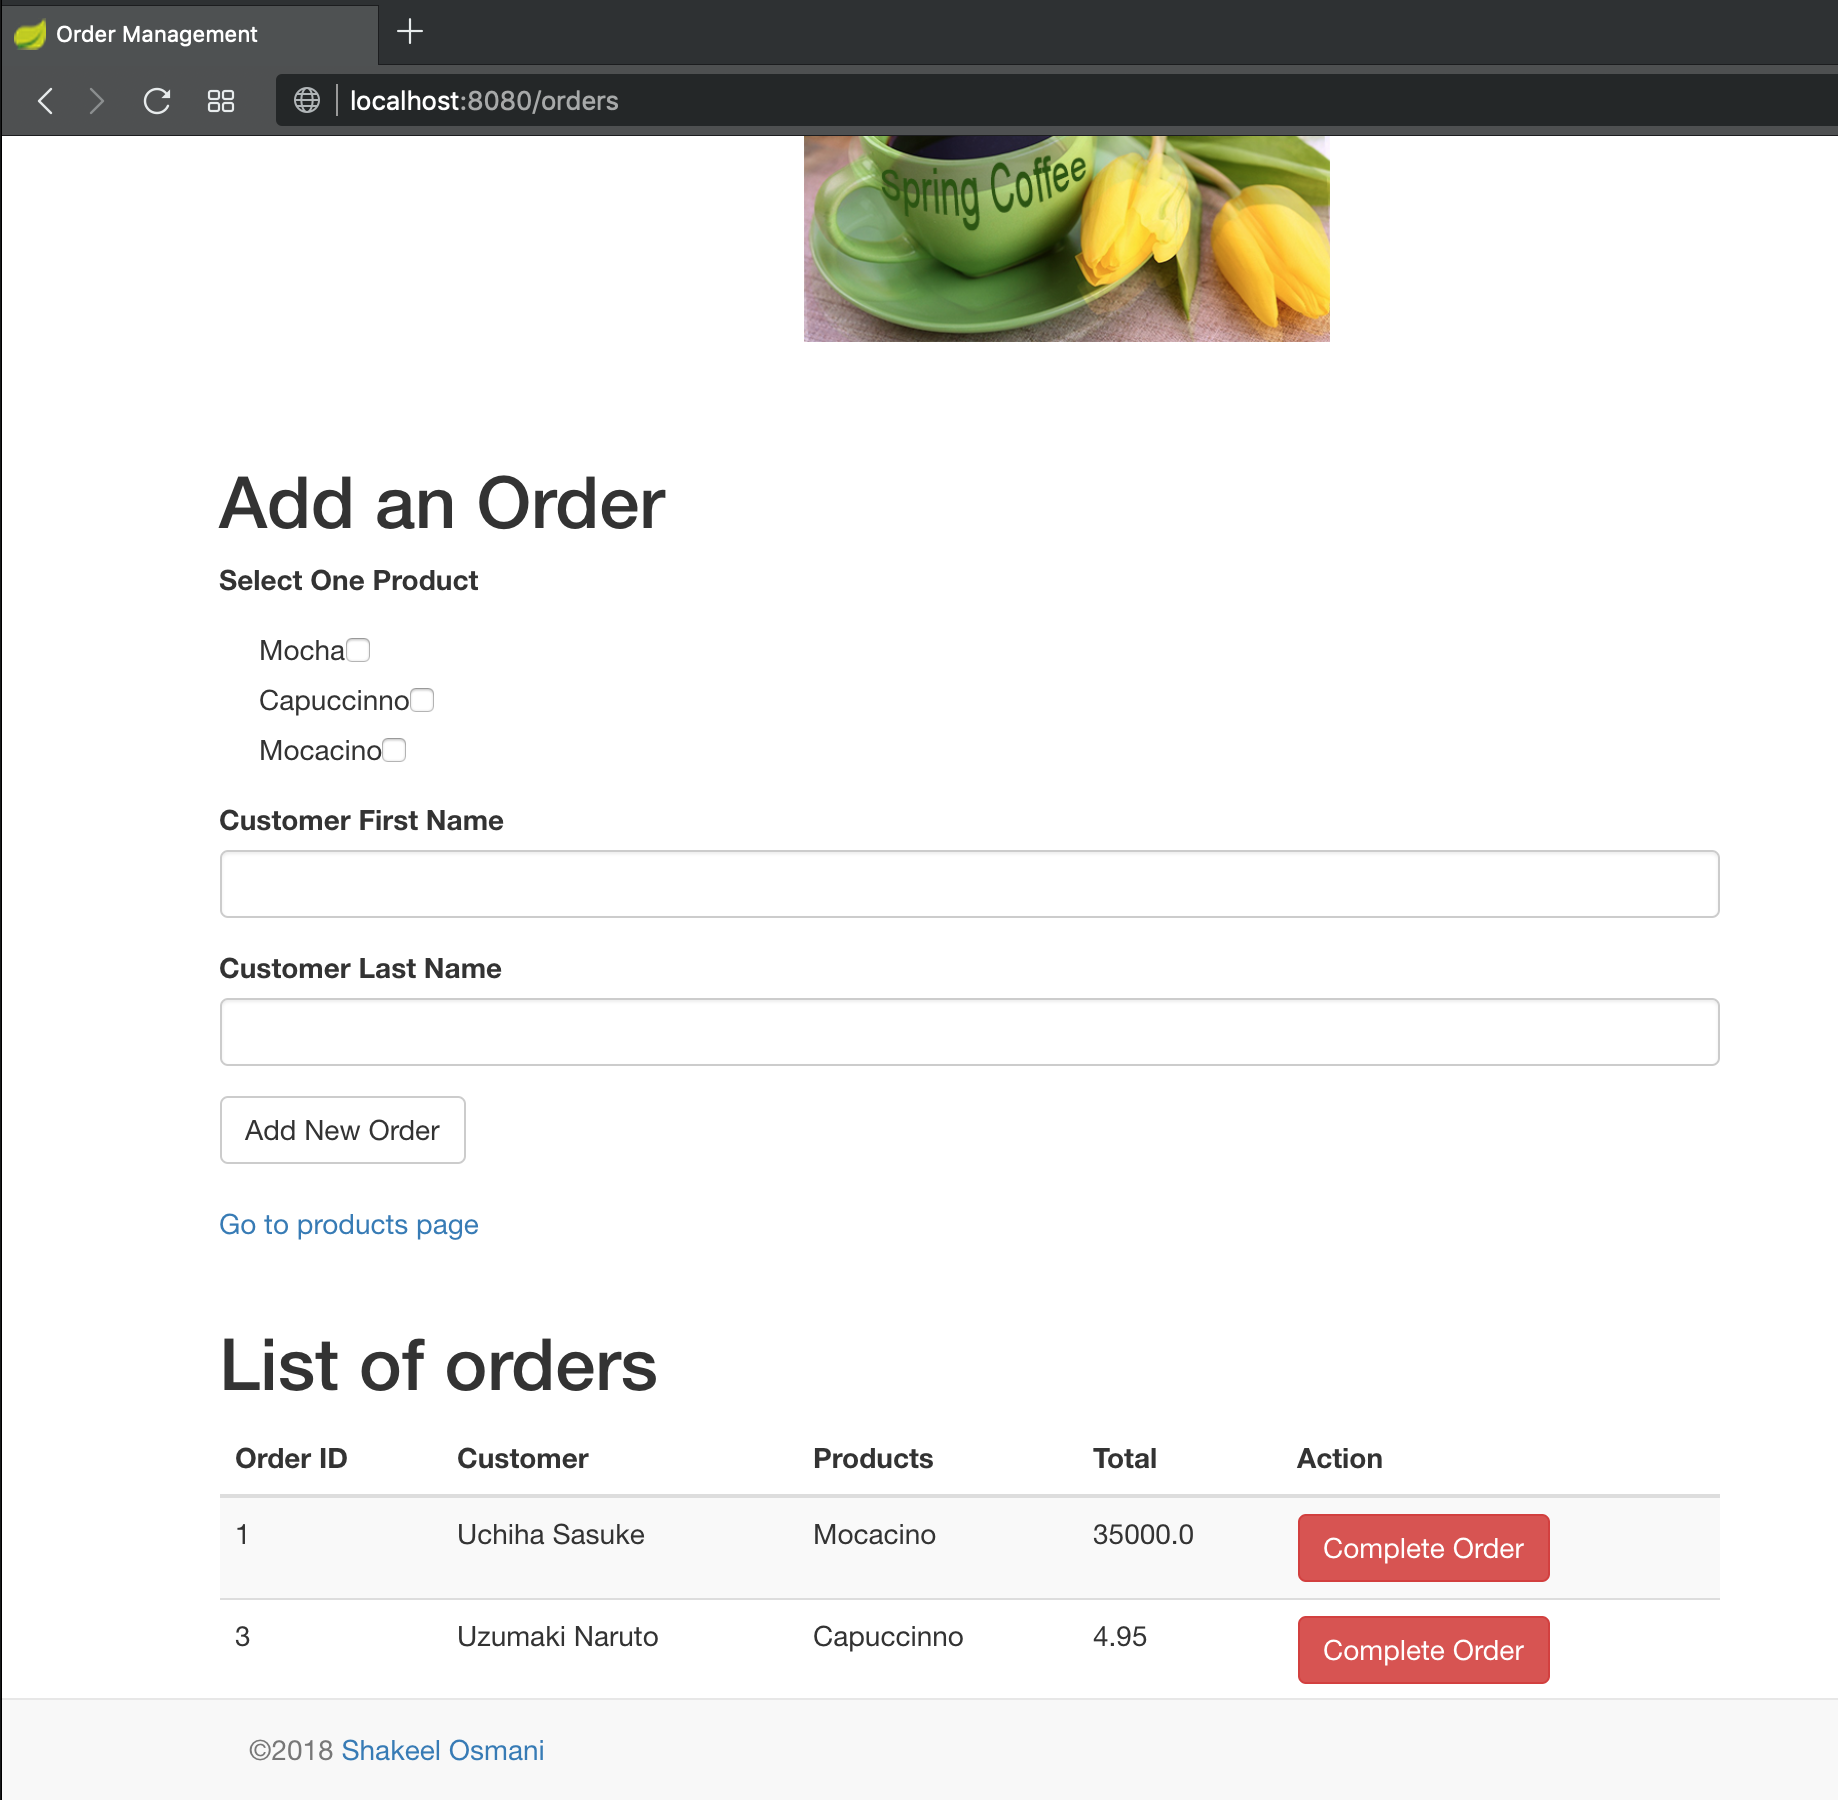 Order Management
localhost:8080/orders
Spring Coffee
Add an Order
Select One Product
Mocha
Capuccinno
Mocacino
Customer First Name
Customer Last Name
Add New Order
Go to products page
List of orders
Order ID Customer Products Total Action
1 Uchiha Sasuke Mocacino 35000.0 Complete Order
3 Uzumaki Naruto Capuccinno 4.95 Complete Order
©2018 Shakeel Osmani